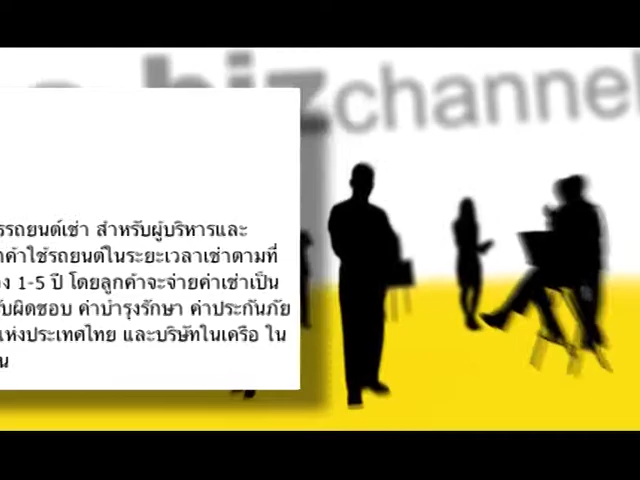 bizchannel
รรถยนต์เช่า สำหรับผู้บริหารและ
ค้าใช้รถยนต์ในระยะเวลาเช่าตามที่
1-5 ปี โดยลูกค้าจะจ่ายค่าเช่าเป็น
ผิดชอบ ค่าบำรุงรักษา ค่าประกันภัย
แห่งประเทศไทย และบริษัทในเครือ ใน